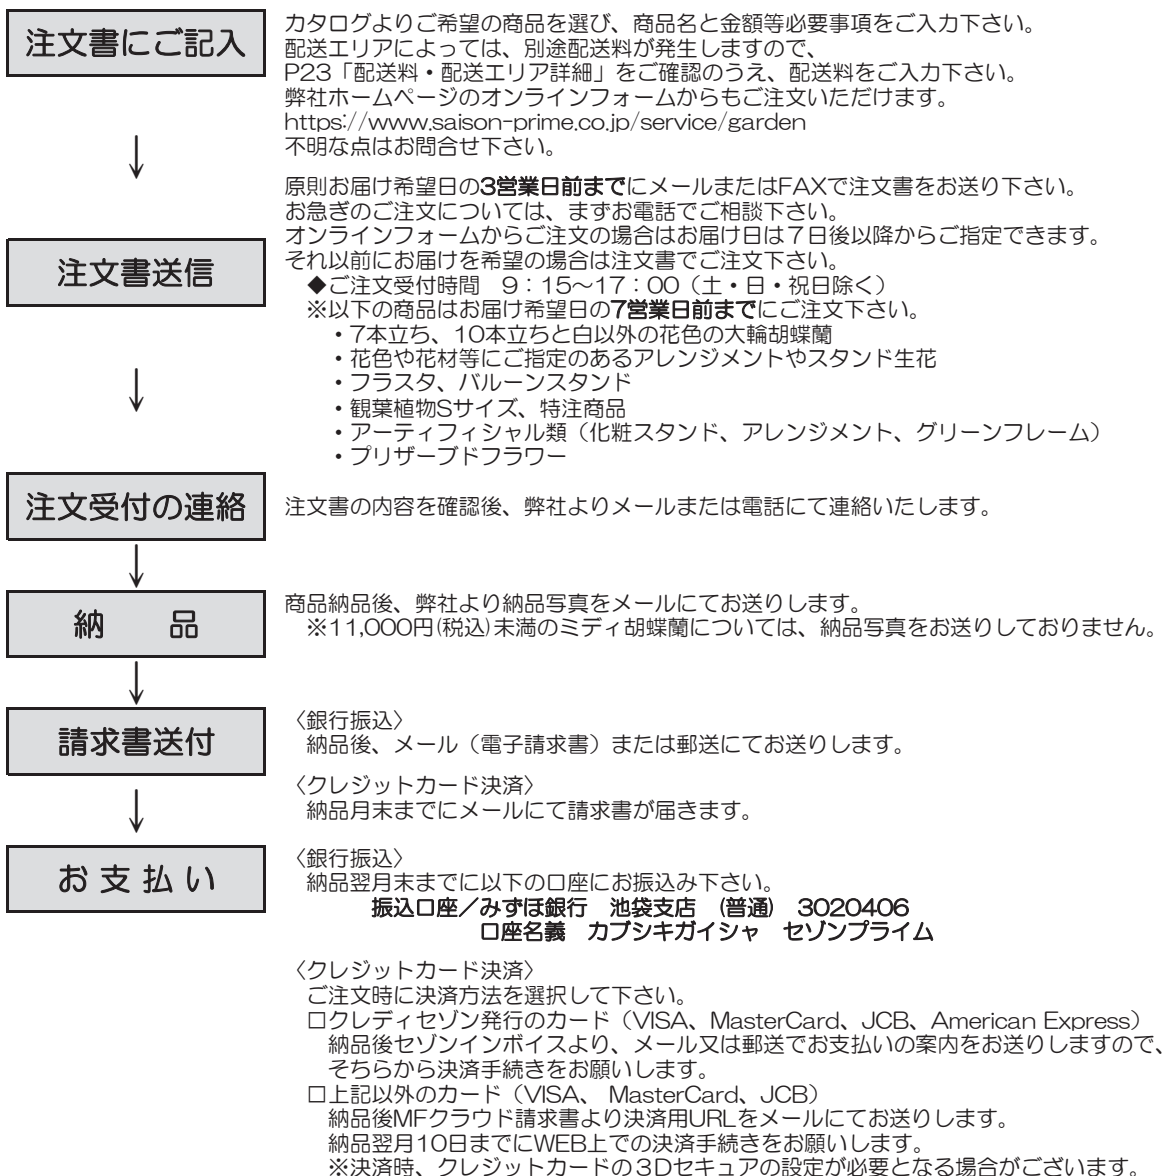 注文書にご記入
カタログよりご希望の商品を選び、商品名と金額等必要事項をご入力下さい。
配送エリアによっては、別途配送料が発生しますので、
P23「配送料・配送エリア詳細」をご確認のうえ、配送料をご入力下さい。
弊社ホームページのオンラインフォームからもご注文いただけます。
https://www.saison-prime.co.jp/service/garden
不明な点はお問合せ下さい。
↓
注文書送信
原則お届け希望日の3営業日前までにメールまたはFAXで注文書をお送り下さい。
お急ぎのご注文については、まずお電話でご相談下さい。
オンラインフォームからご注文の場合はお届け日は７日後以降からご指定できます。
それ以前にお届けを希望の場合は注文書でご注文下さい。
◆ご注文受付時間　9：15～17：00（土・日・祝日除く）
※以下の商品はお届け希望日の7営業日前までにご注文下さい。
・7本立ち、10本立ちと白以外の花色の大輪胡蝶蘭
・花色や花材等にご指定のあるアレンジメントやスタンド生花
・フラスタ、バルーンスタンド
・観葉植物Sサイズ、特注商品
・アーティフィシャル類（化粧スタンド、アレンジメント、グリーンフレーム）
・プリザーブドフラワー
↓
注文受付の連絡
注文書の内容を確認後、弊社よりメールまたは電話にて連絡いたします。
↓
納　　品
商品納品後、弊社より納品写真をメールにてお送りします。
※11,000円(税込)未満のミディ胡蝶蘭については、納品写真をお送りしておりません。
↓
請求書送付
〈銀行振込〉
納品後、メール（電子請求書）または郵送にてお送りします。
〈クレジットカード決済〉
納品月末までにメールにて請求書が届きます。
↓
お 支 払 い
〈銀行振込〉
納品翌月末までに以下の口座にお振込み下さい。
振込口座／みずほ銀行　池袋支店　(普通)　3020406
口座名義　カブシキガイシャ　セゾンプライム
〈クレジットカード決済〉
ご注文時に決済方法を選択して下さい。
□クレディセゾン発行のカード（VISA、MasterCard、JCB、American Express）
納品後セゾンインボイスより、メール又は郵送でお支払いの案内をお送りしますので、
そちらから決済手続きをお願いします。
□上記以外のカード（VISA、 MasterCard、JCB）
納品後MFクラウド請求書より決済用URLをメールにてお送りします。
納品翌月10日までにWEB上での決済手続きをお願いします。
※決済時、クレジットカードの３Dセキュアの設定が必要となる場合がございます。